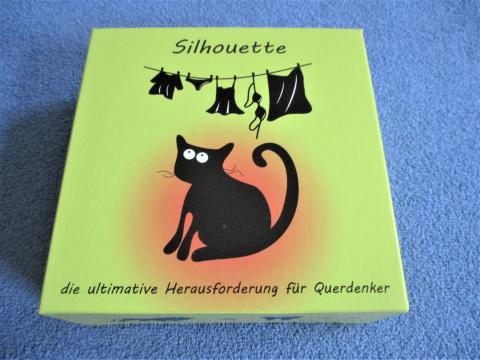 Silhouette
die ultimative Herausforderung für Querdenker